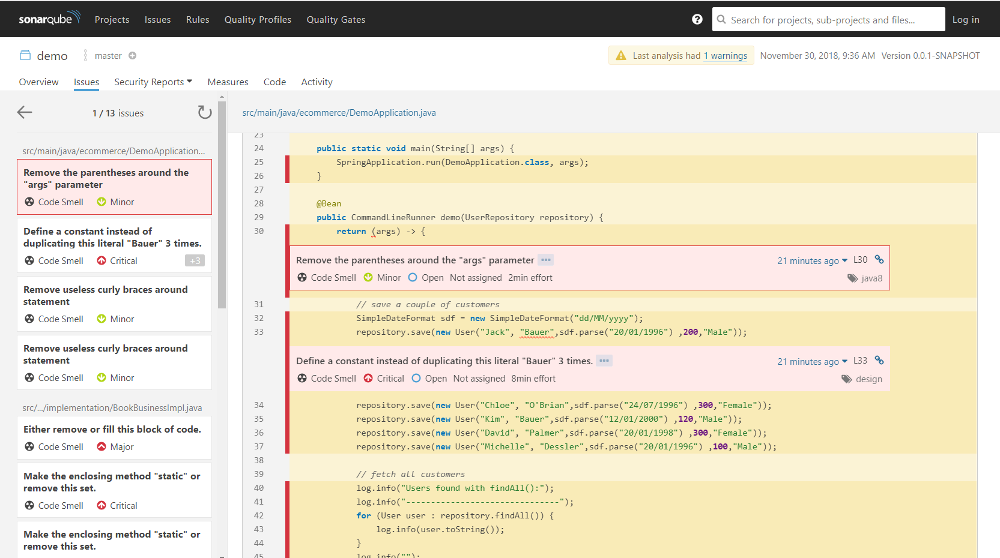 sonarqube Projects Issues Rules Quality Profiles Quality Gates ? Search for projects, sub-projects and files... Log in
demo master Last analysis had 1 warnings November 30, 2018, 9:36 AM Version 0.0.1-SNAPSHOT
Overview Issues Security Reports Measures Code Activity
1 / 13 issues
src/main/java/ecommerce/DemoApplication...
Remove the parentheses around the
"args" parameter
Code Smell Minor
Define a constant instead of
duplicating this literal "Bauer" 3 times.
Code Smell Critical +3
Remove useless curly braces around
statement
Code Smell Minor
Remove useless curly braces around
statement
Code Smell Minor
src/.../implementation/BookBusinessImpl.java
Either remove or fill this block of code.
Code Smell Major
Make the enclosing method "static" or
remove this set.
Code Smell Critical
Make the enclosing method "static" or
remove this set.
src/main/java/ecommerce/DemoApplication.java
23
24 public static void main(String[] args) {
25 SpringApplication.run(DemoApplication.class, args);
26 }
27
28 @Bean
29 public CommandLineRunner demo(UserRepository repository) {
30 return (args) -> {
Remove the parentheses around the "args" parameter ••• 21 minutes ago L30
Code Smell Minor Open Not assigned 2min effort java8
31 // save a couple of customers
32 SimpleDateFormat sdf = new SimpleDateFormat("dd/MM/yyyy");
33 repository.save(new User("Jack", "Bauer",sdf.parse("20/01/1996") ,200,"Male"));
Define a constant instead of duplicating this literal "Bauer" 3 times. ••• 21 minutes ago L33
Code Smell Critical Open Not assigned 8min effort design
34 repository.save(new User("Chloe", "O'Brian",sdf.parse("24/07/1996") ,300,"Female"));
35 repository.save(new User("Kim", "Bauer",sdf.parse("12/01/2000") ,120,"Male"));
36 repository.save(new User("David", "Palmer",sdf.parse("20/01/1998") ,300,"Female"));
37 repository.save(new User("Michelle", "Dessler",sdf.parse("20/01/1996") ,100,"Male"));
38
39 // fetch all customers
40 log.info("Users found with findAll():");
41 log.info("-------------------------------");
42 for (User user : repository.findAll()) {
43 log.info(user.toString());
44 }
45 log.info("");